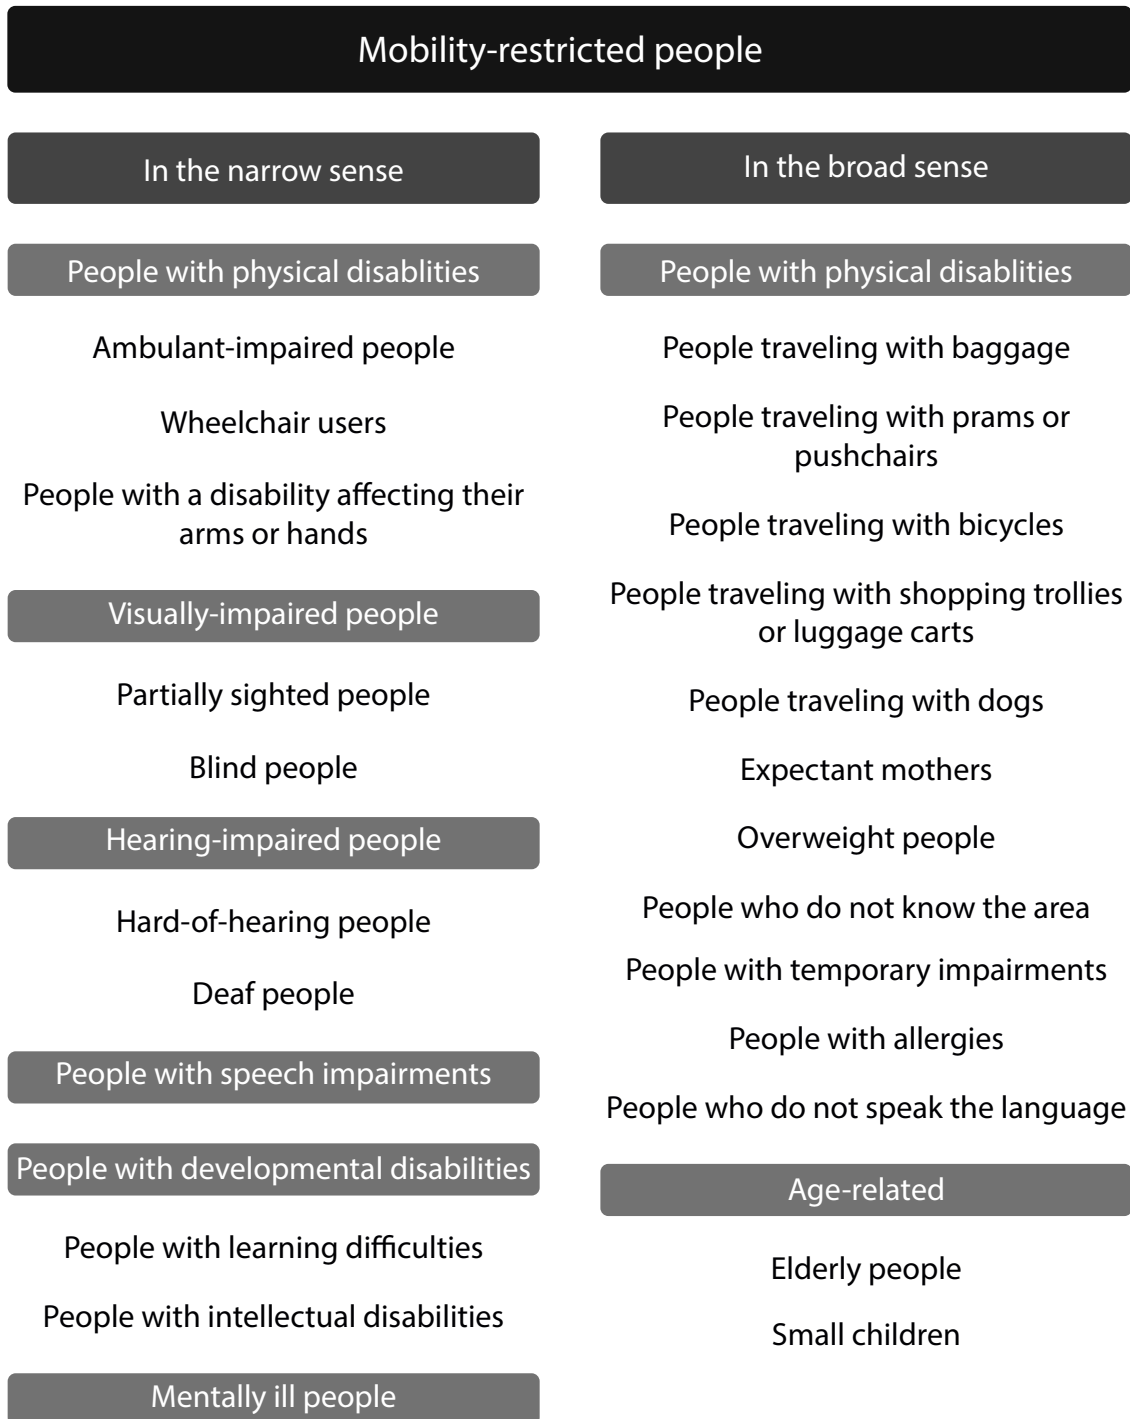 Mobility-restricted people
In the narrow sense
People with physical disablities
Ambulant-impaired people
Wheelchair users
People with a disability affecting their
arms or hands
Visually-impaired people
Partially sighted people
Blind people
Hearing-impaired people
Hard-of-hearing people
Deaf people
People with speech impairments
People with developmental disabilities
People with learning difficulties
People with intellectual disabilities
Mentally ill people
In the broad sense
People with physical disablities
People traveling with baggage
People traveling with prams or
pushchairs
People traveling with bicycles
People traveling with shopping trollies
or luggage carts
People traveling with dogs
Expectant mothers
Overweight people
People who do not know the area
People with temporary impairments
People with allergies
People who do not speak the language
Age-related
Elderly people
Small children